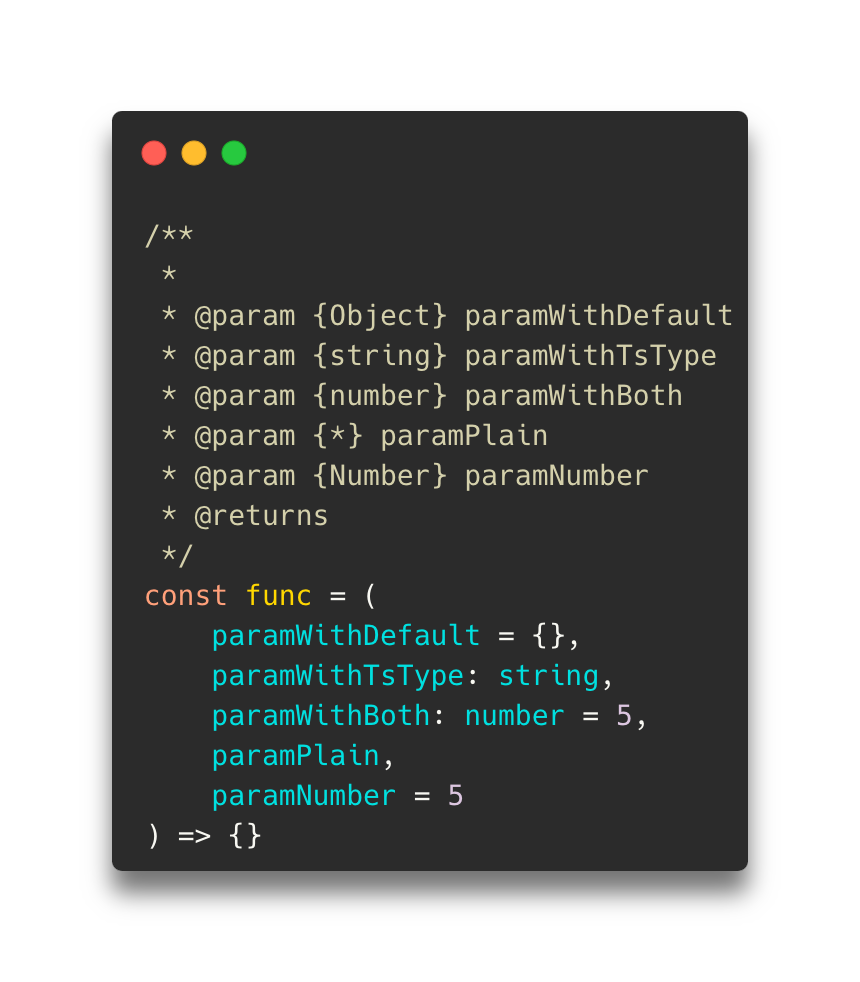 /**
 *
 * @param {Object} paramWithDefault
 * @param {string} paramWithTsType
 * @param {number} paramWithBoth
 * @param {*} paramPlain
 * @param {Number} paramNumber
 * @returns
 */
const func = (
    paramWithDefault = {},
    paramWithTsType: string,
    paramWithBoth: number = 5,
    paramPlain,
    paramNumber = 5
) => {}